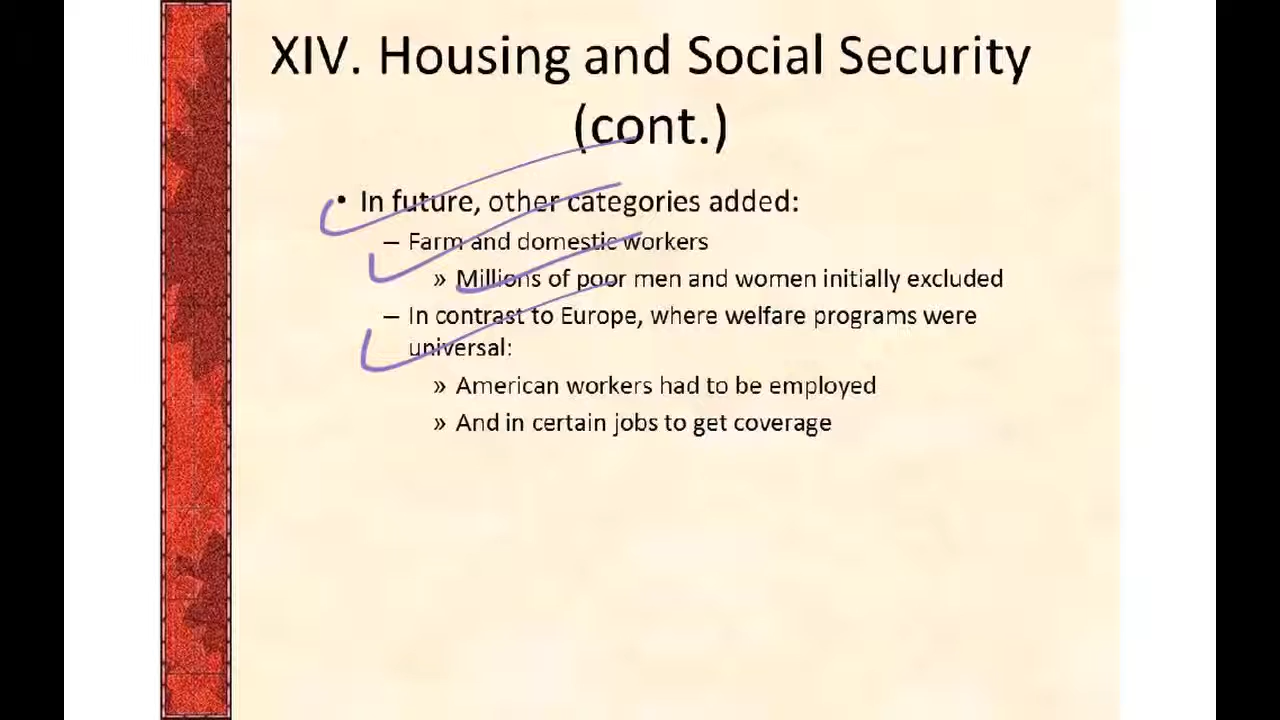 XIV. Housing and Social Security
(cont.)
• In future, other categories added:
– Farm and domestic workers
» Millions of poor men and women initially excluded
– In contrast to Europe, where welfare programs were
universal:
» American workers had to be employed
» And in certain jobs to get coverage